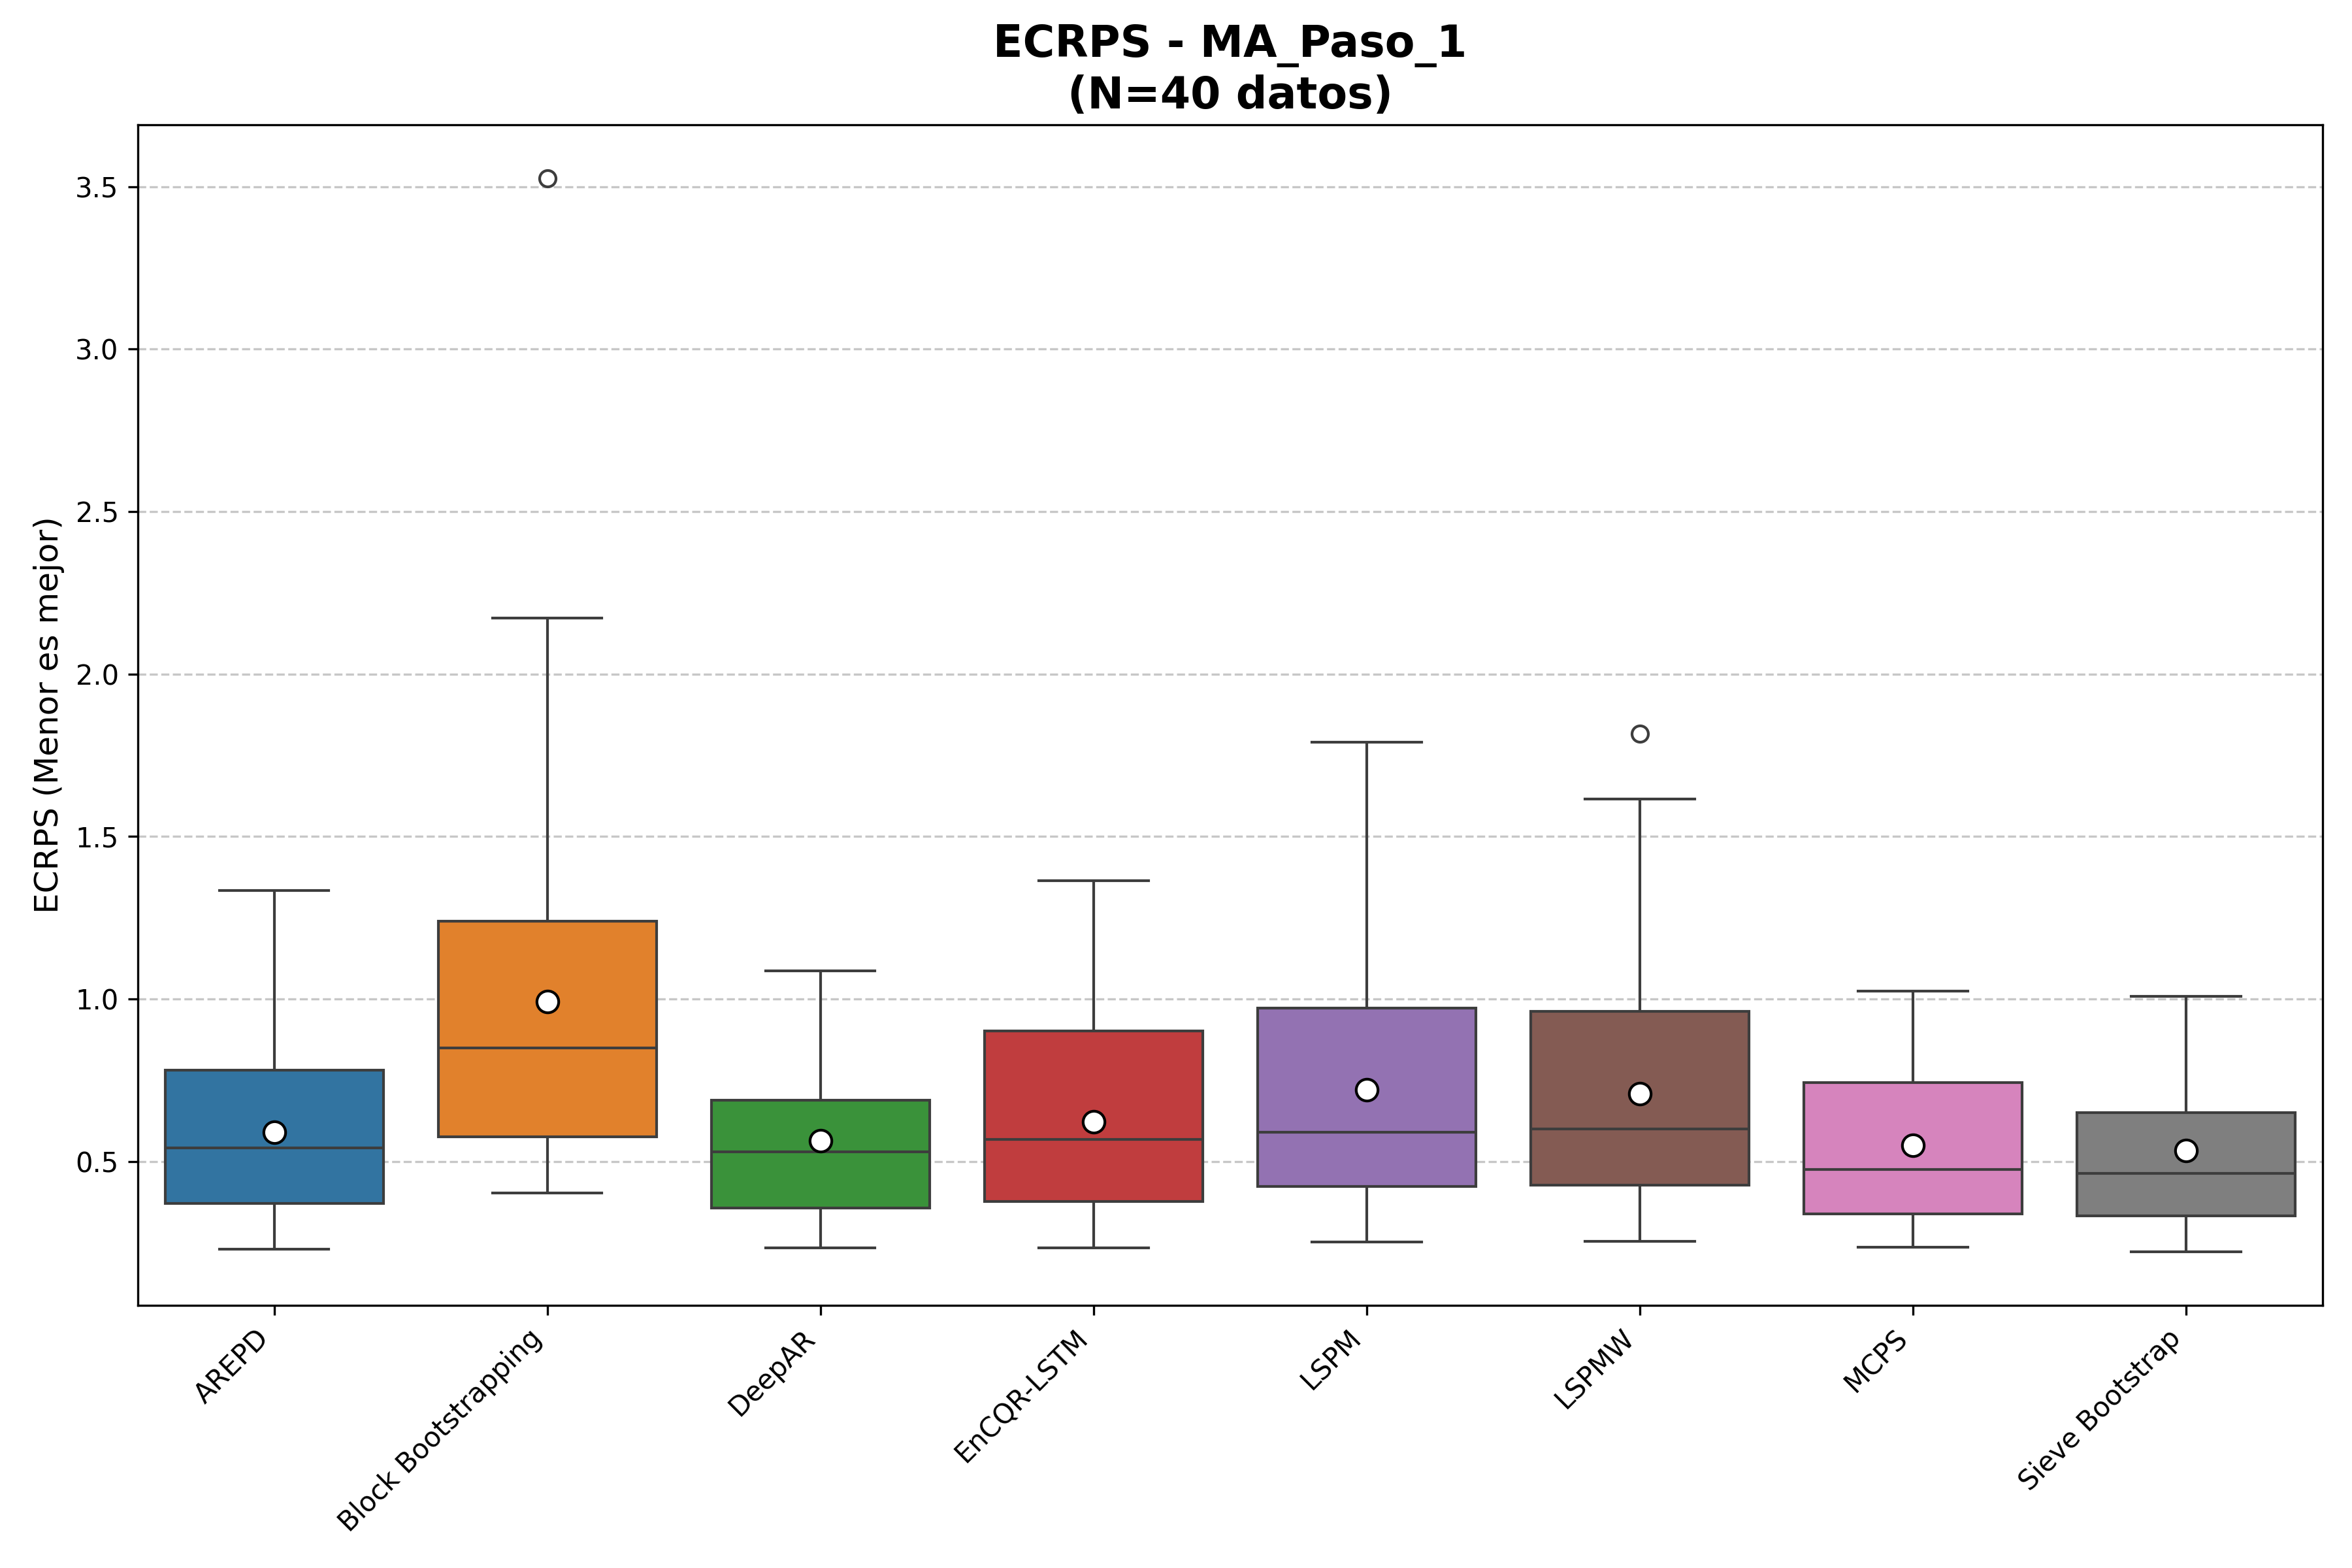 ECRPS - MA_Paso_1
(N=40 datos)
ECRPS (Menor es mejor)
3.5
3.0
2.5
2.0
1.5
1.0
0.5
AREPD
Block Bootstrapping
DeepAR
EnCQR-LSTM
LSPM
LSPMW
MCPS
Sieve Bootstrap